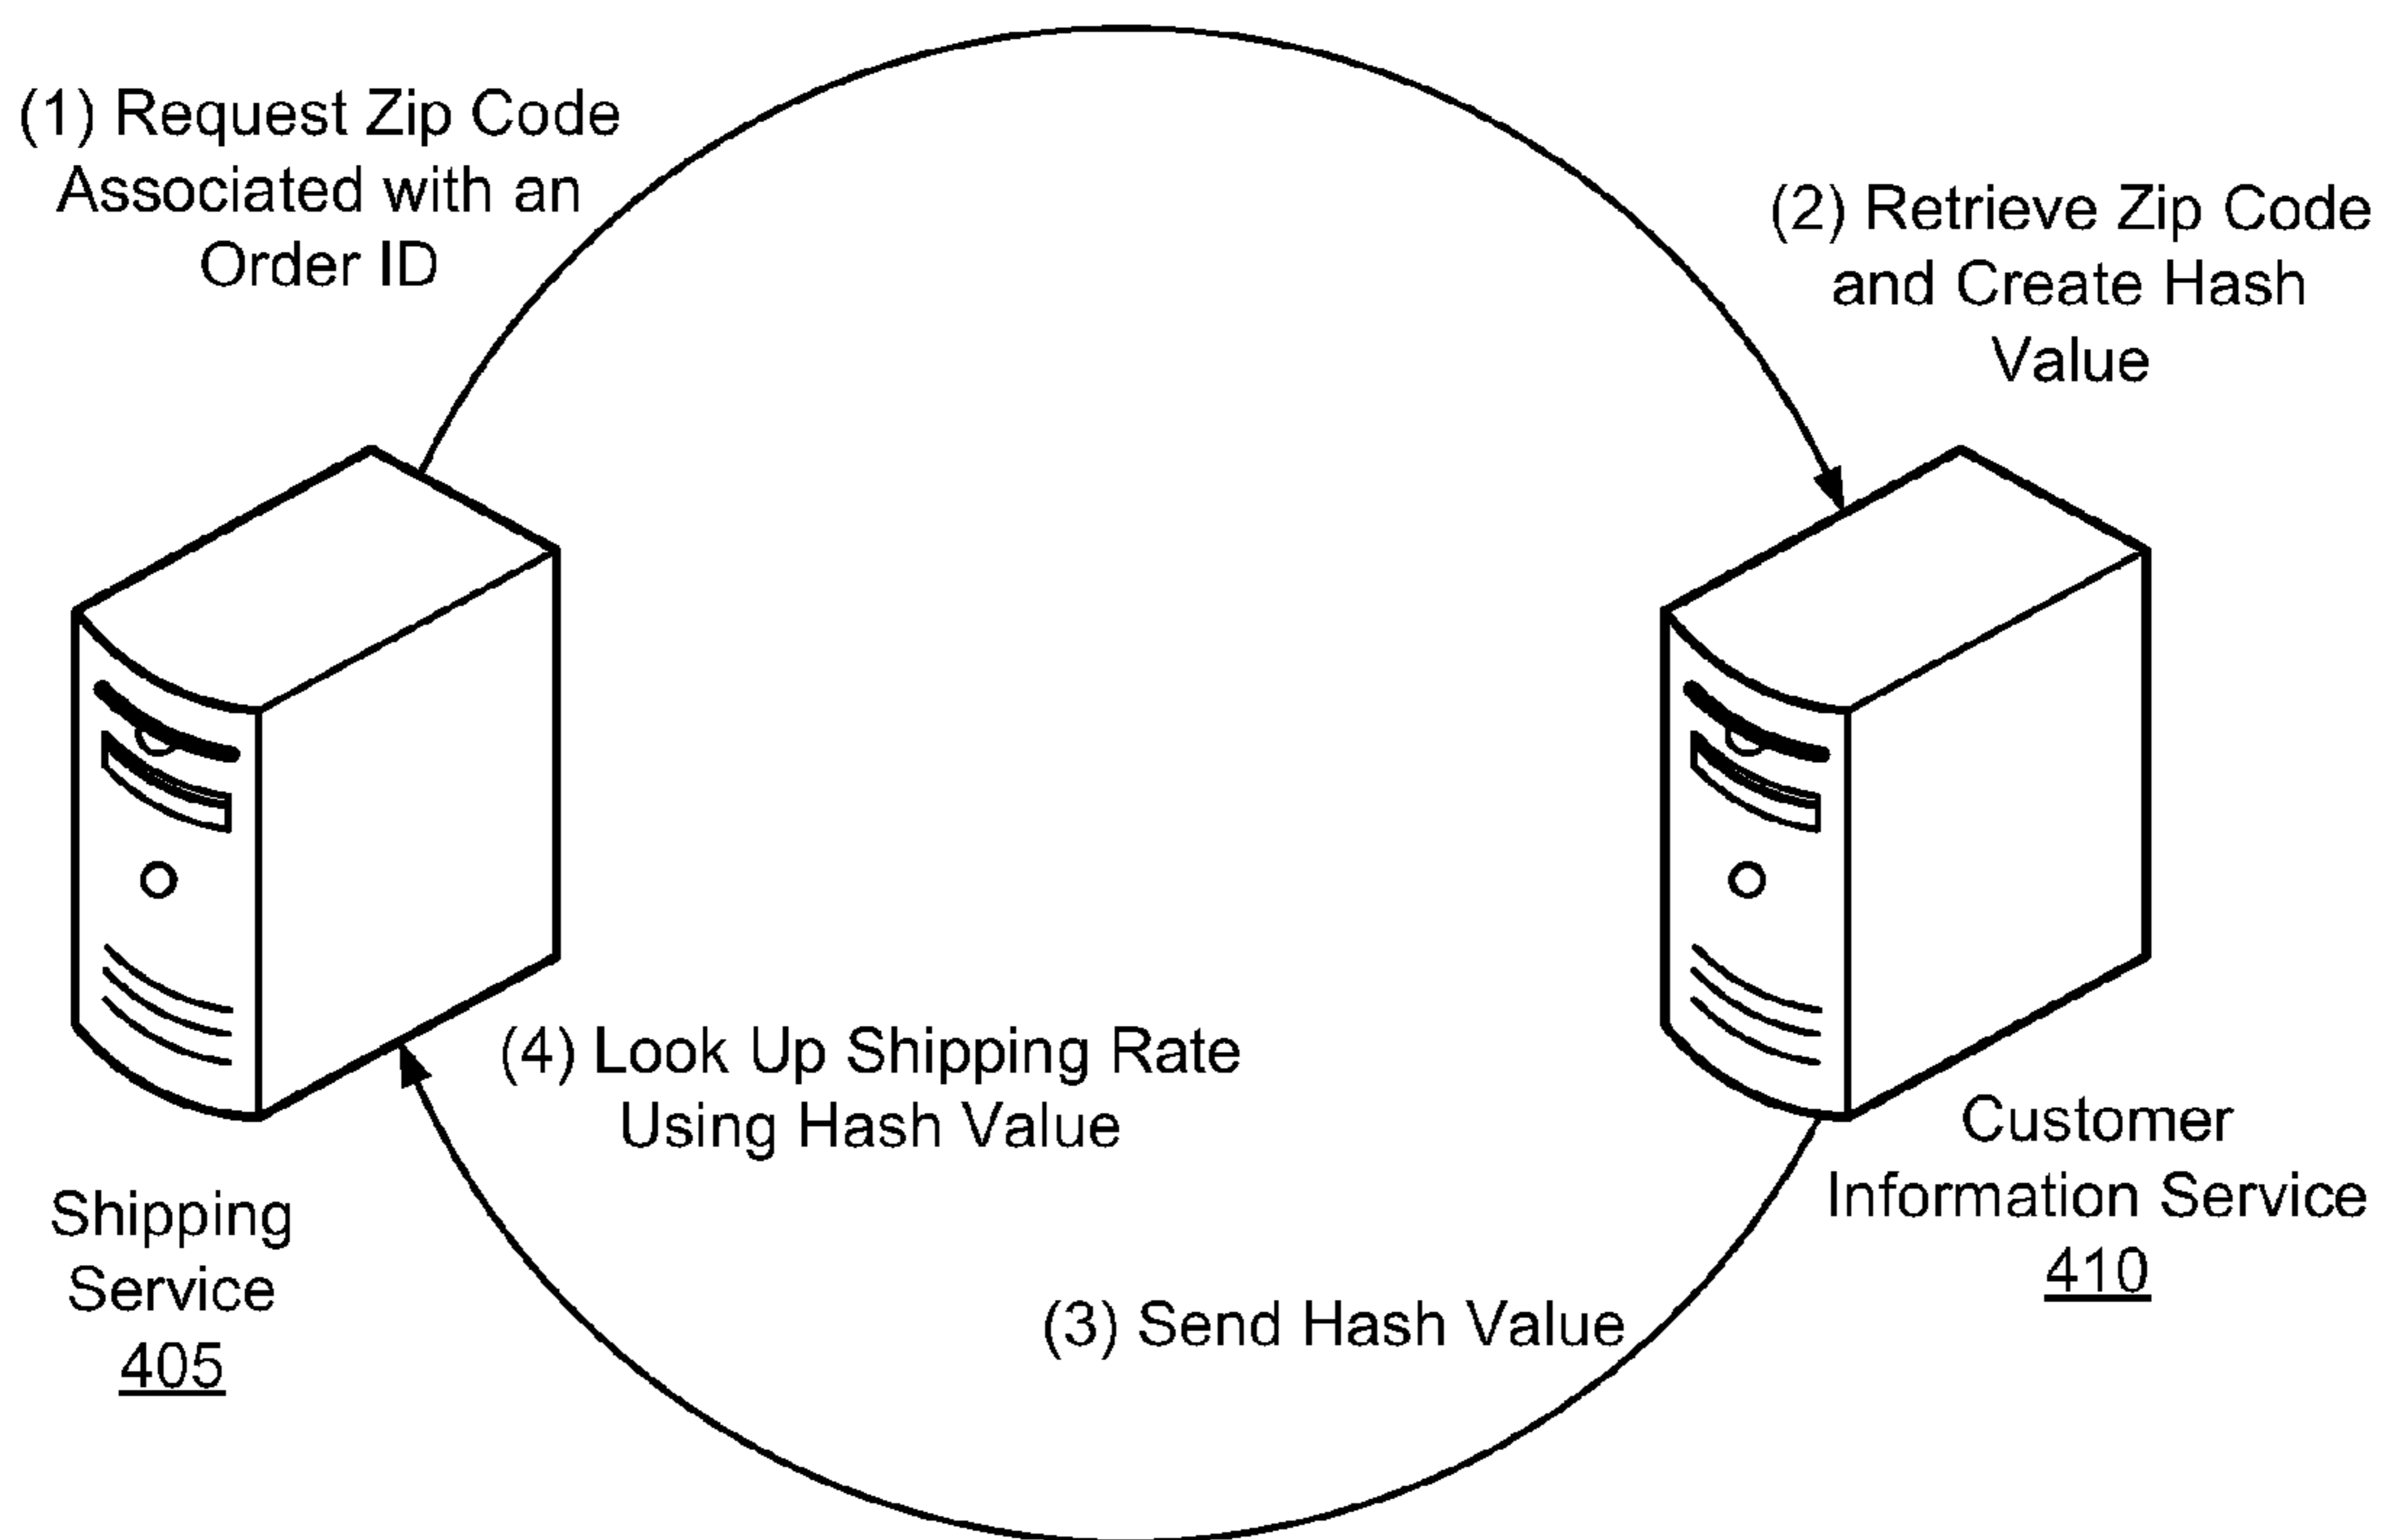 (1) Request Zip Code
Associated with an
Order ID
(2) Retrieve Zip Code
and Create Hash
Value
(4) Look Up Shipping Rate
Using Hash Value
Shipping
Service
405
Customer
Information Service
410
(3) Send Hash Value